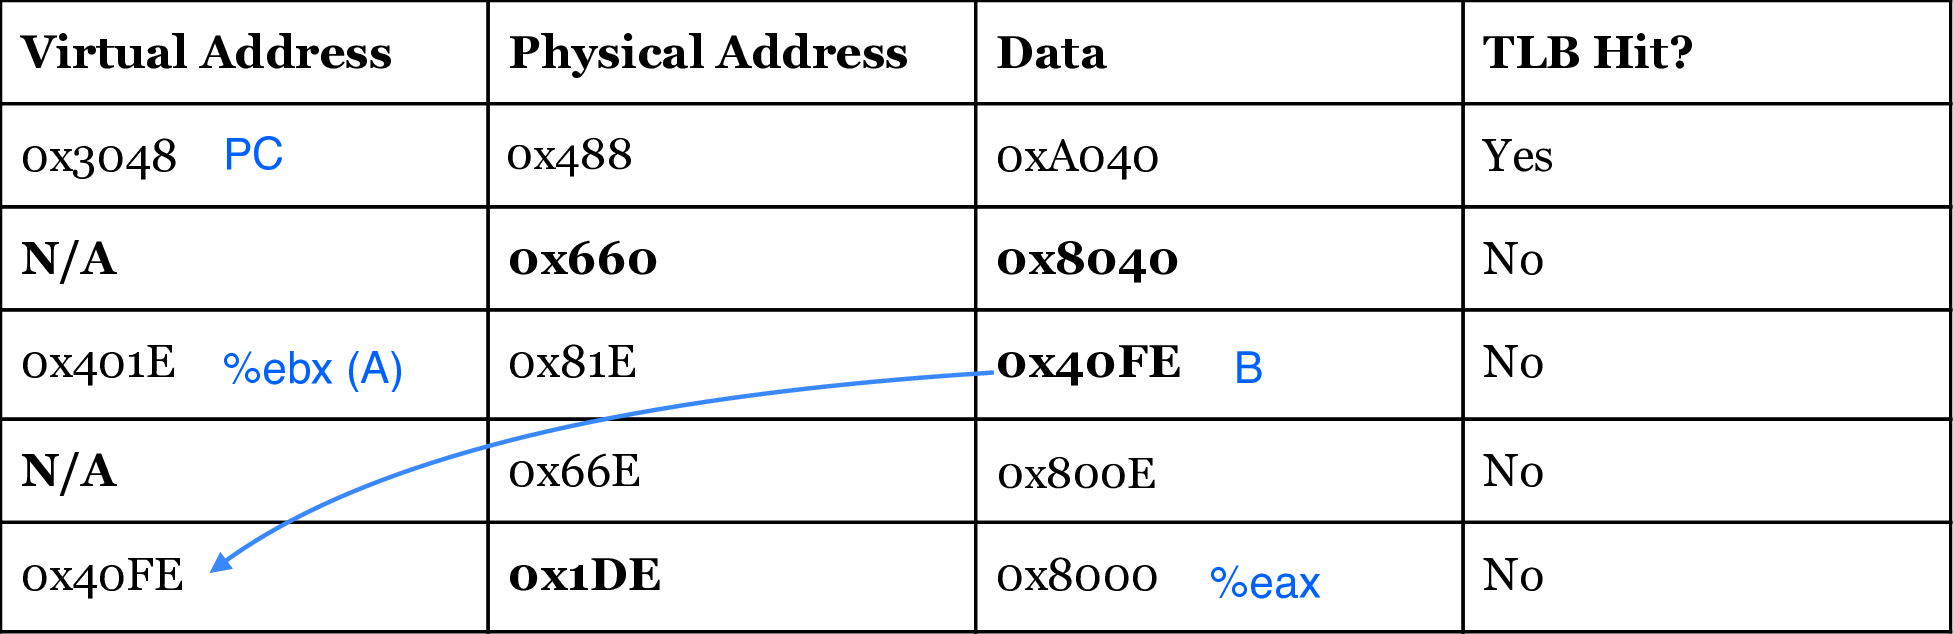 Virtual Address Physical Address Data TLB Hit?
0x3048 PC 0x488 0xA040 Yes
N/A 0x660 0x8040 No
0x401E %ebx (A) 0x81E 0x40FE B No
N/A 0x66E 0x800E No
0x40FE 0x1DE 0x8000 %eax No